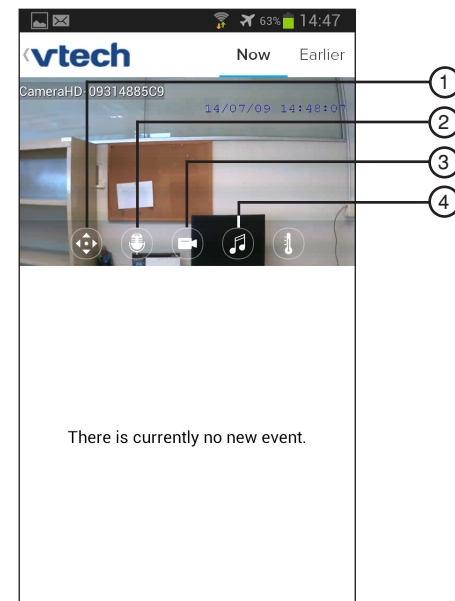 63% 14:47
vtech Now Earlier
CameraHD-09314885C9
14/07/09 14:48:07
1
2
3
4
There is currently no new event.